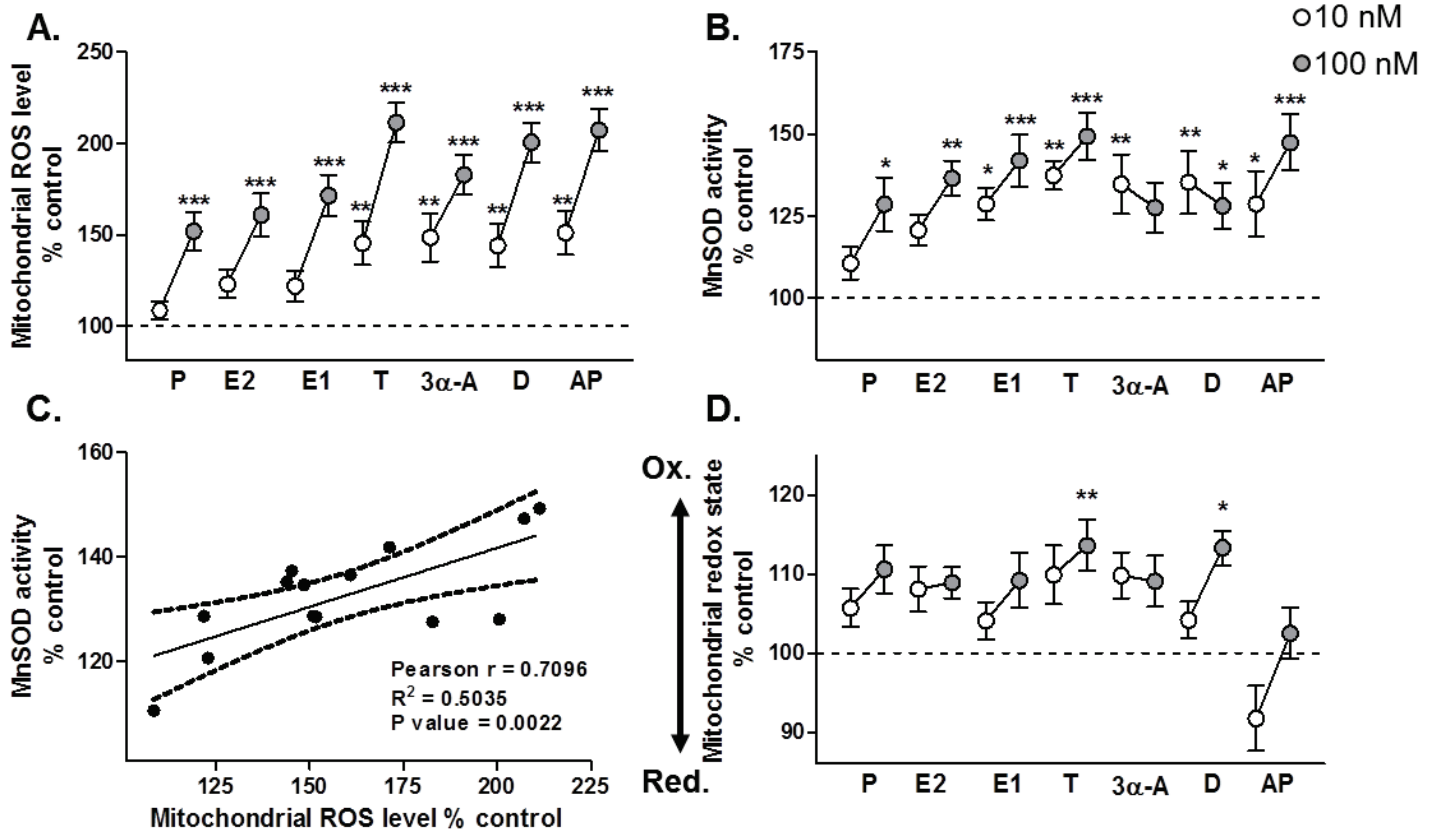 A.
Mitochondrial ROS level
% control
250
200
150
100
***
***
***
**
***
**
***
**
***
**
***
P E2 E1 T 3α-A D AP
B.
10 nM
100 nM
MnSOD activity
% control
175
150
125
100
*
**
*
***
**
***
**
**
*
*
***
P E2 E1 T 3α-A D AP
C.
MnSOD activity
% control
160
140
120
Pearson r = 0.7096
R² = 0.5035
P value = 0.0022
125 150 175 200 225
Mitochondrial ROS level % control
D.
Ox.
Red.
Mitochondrial redox state
% control
120
110
100
90
**
*
P E2 E1 T 3α-A D AP